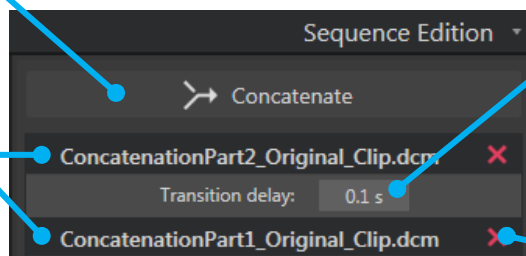 Sequence Edition
Concatenate
ConcatenationPart2_Original_Clip.dcm
Transition delay: 0.1 s
ConcatenationPart1_Original_Clip.dcm